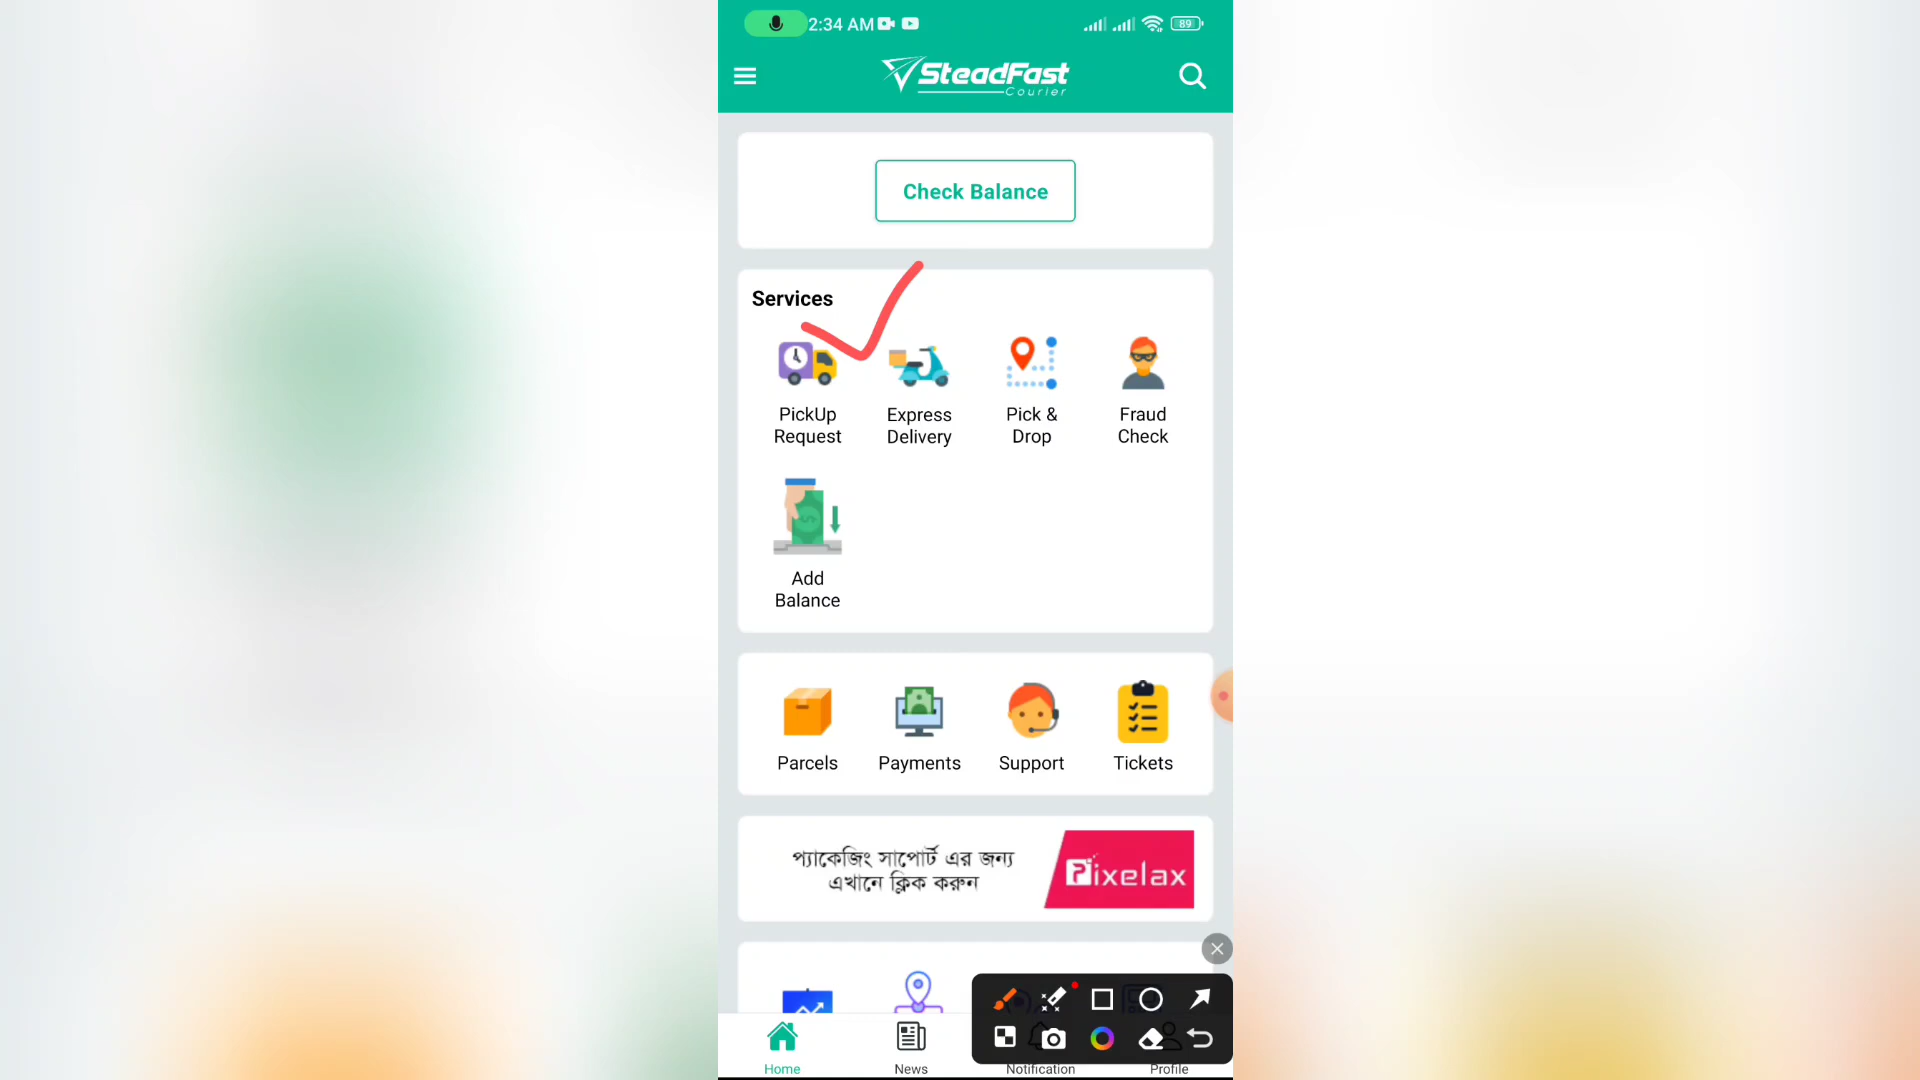 2:34 AM
89
SteadFast
Courier
Check Balance
Services
PickUp
Request
Express
Delivery
Pick &
Drop
Fraud
Check
Add
Balance
Parcels
Payments
Support
Tickets
প্যাকেজিং সাপোর্ট এর জন্য
এখানে ক্লিক করুন
Pixelax
Home
News
Notification
Profile